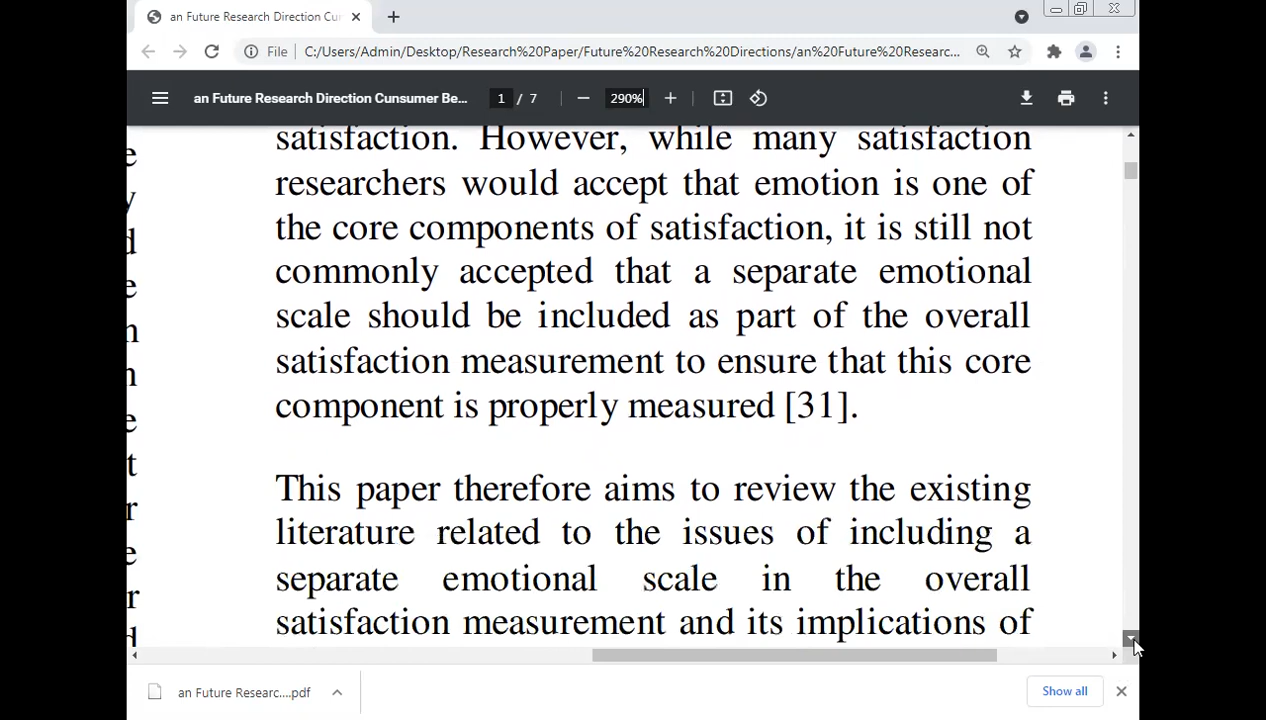 an Future Research Direction Cur
File
C:/Users/Admin/Desktop/Research%20Paper/Future%20Research%20Directions/an%20Future%20Researc...
an Future Research Direction Cunsumer Be...
1 / 7
290%
satisfaction. However, while many satisfaction
researchers would accept that emotion is one of
the core components of satisfaction, it is still not
commonly accepted that a separate emotional
scale should be included as part of the overall
satisfaction measurement to ensure that this core
component is properly measured [31].
This paper therefore aims to review the existing
literature related to the issues of including a
separate emotional scale in the overall
satisfaction measurement and its implications of
e
y
d
e
n
n
e
t
r
e
r
d
an Future Researc....pdf
Show all